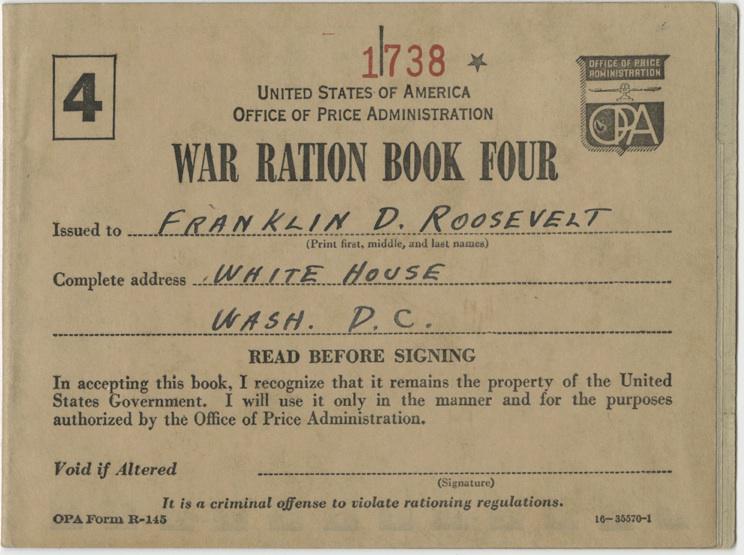 1738 ★
4
OFFICE OF PRICE
ADMINISTRATION
OPA
UNITED STATES OF AMERICA
OFFICE OF PRICE ADMINISTRATION
WAR RATION BOOK FOUR
Issued to FRANKLIN D. ROOSEVELT
(Print first, middle, and last names)
Complete address WHITE HOUSE
WASH. D.C.
READ BEFORE SIGNING
In accepting this book, I recognize that it remains the property of the United
States Government. I will use it only in the manner and for the purposes
authorized by the Office of Price Administration.
Void if Altered
(Signature)
It is a criminal offense to violate rationing regulations.
OPA Form R-145 16—35570-1